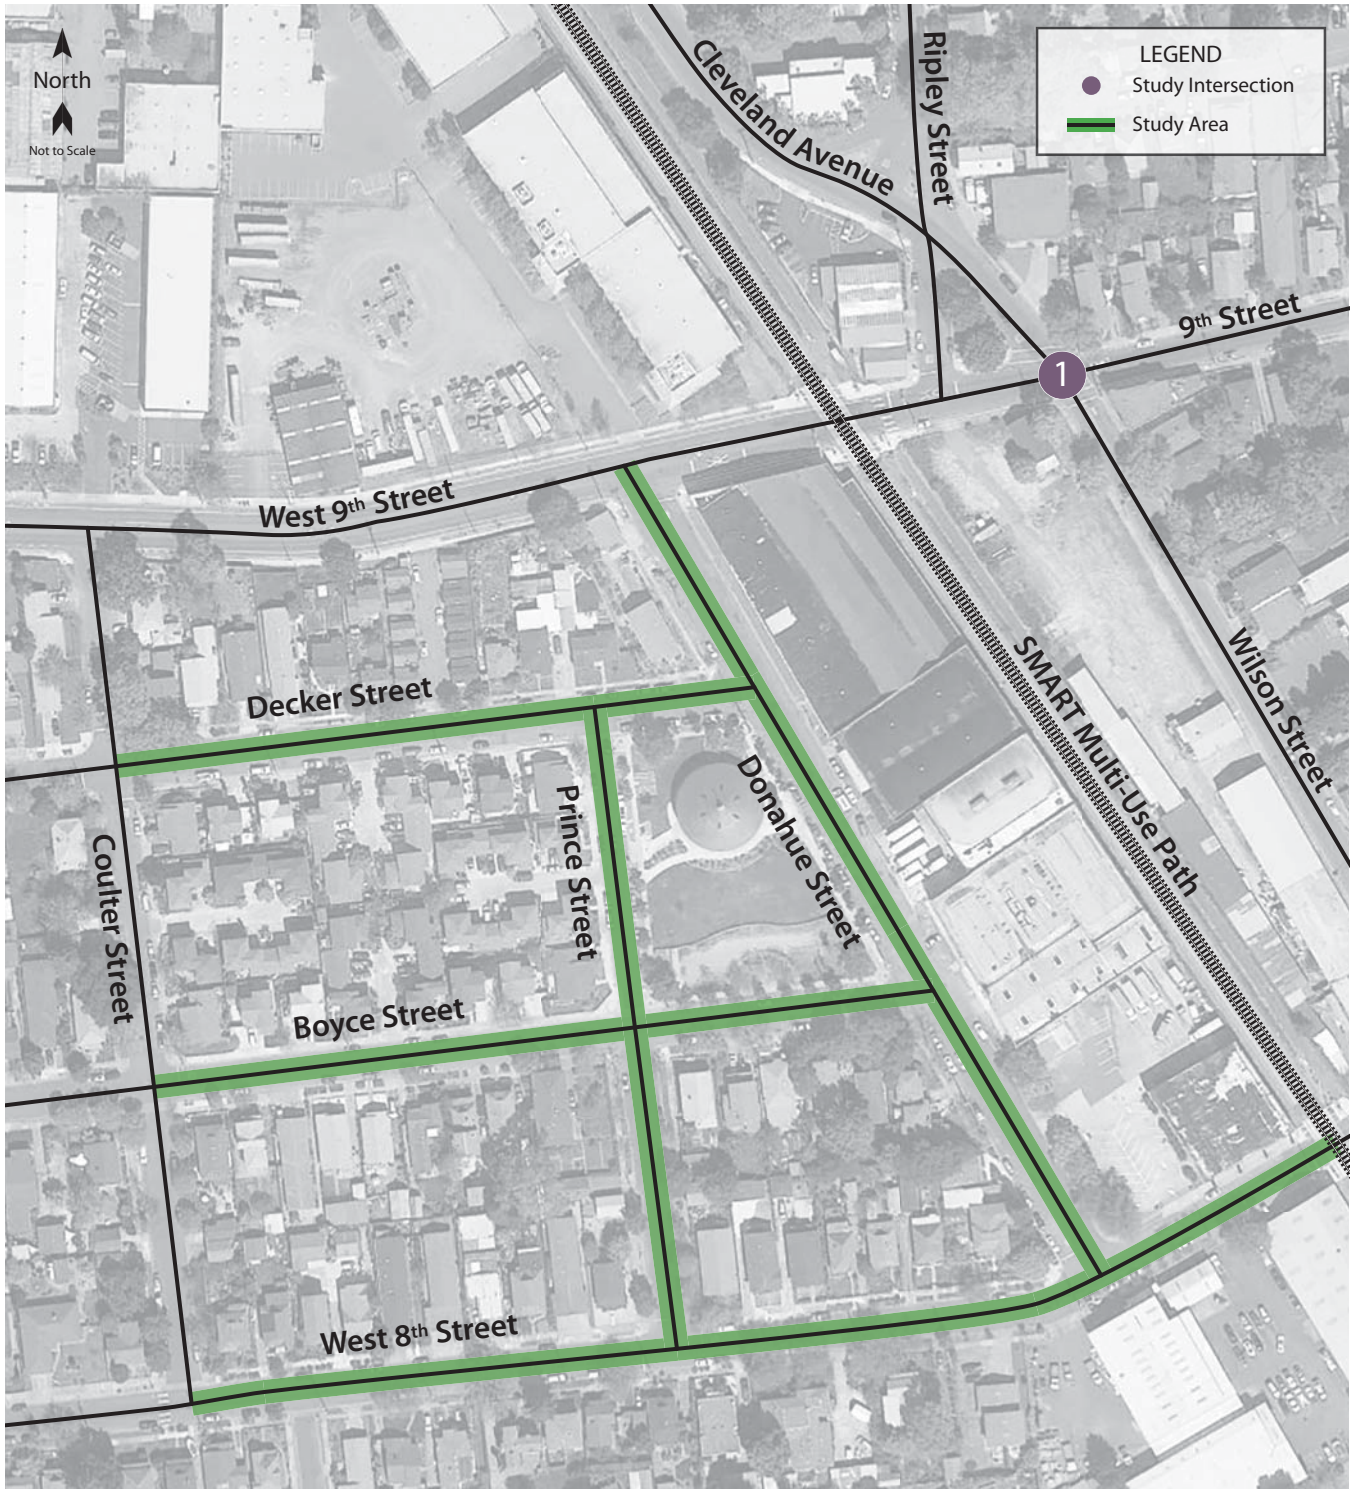 North
Not to Scale
LEGEND
Study Intersection
Study Area
Cleveland Avenue
Ripley Street
9th Street
1
West 9th Street
Decker Street
Prince Street
Donahue Street
SMART Multi-Use Path
Wilson Street
Coulter Street
Boyce Street
West 8th Street